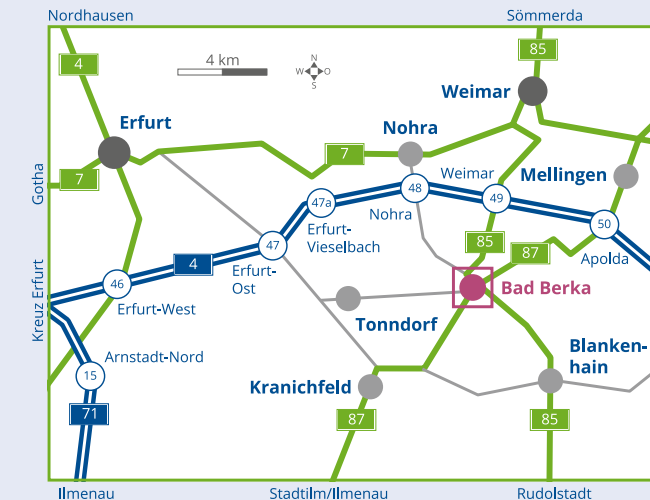 Nordhausen
Sömmerda
4
85
4 km
N
W O
S
Weimar
Erfurt
Nohra
7
Weimar
Mellingen
Gotha
7
48
49
47a
Nohra
50
Erfurt-
Vieselbach
47
85
87
Apolda
4
Erfurt-
Ost
Kreuz Erfurt
46
Erfurt-West
Bad Berka
Tonndorf
Blanken-
hain
Arnstadt-Nord
15
Kranichfeld
71
87
85
Ilmenau
Stadtilm/Ilmenau
Rudolstadt